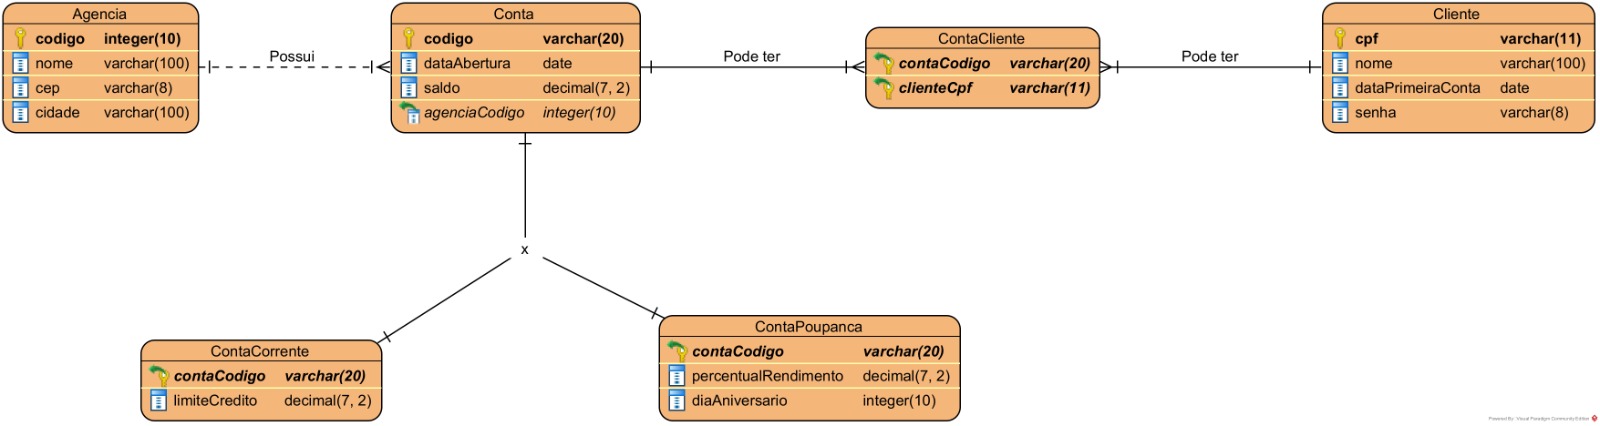 Agencia
codigo integer(10)
nome varchar(100)
cep varchar(8)
cidade varchar(100)
Possui
Conta
codigo varchar(20)
dataAbertura date
saldo decimal(7, 2)
agenciaCodigo integer(10)
Pode ter
ContaCliente
contaCodigo varchar(20)
clienteCpf varchar(11)
Pode ter
Cliente
cpf varchar(11)
nome varchar(100)
dataPrimeiraConta date
senha varchar(8)
x
ContaCorrente
contaCodigo varchar(20)
limiteCredito decimal(7, 2)
ContaPoupanca
contaCodigo varchar(20)
percentualRendimento decimal(7, 2)
diaAniversario integer(10)
Powered By: Visual Paradigm Community Edition